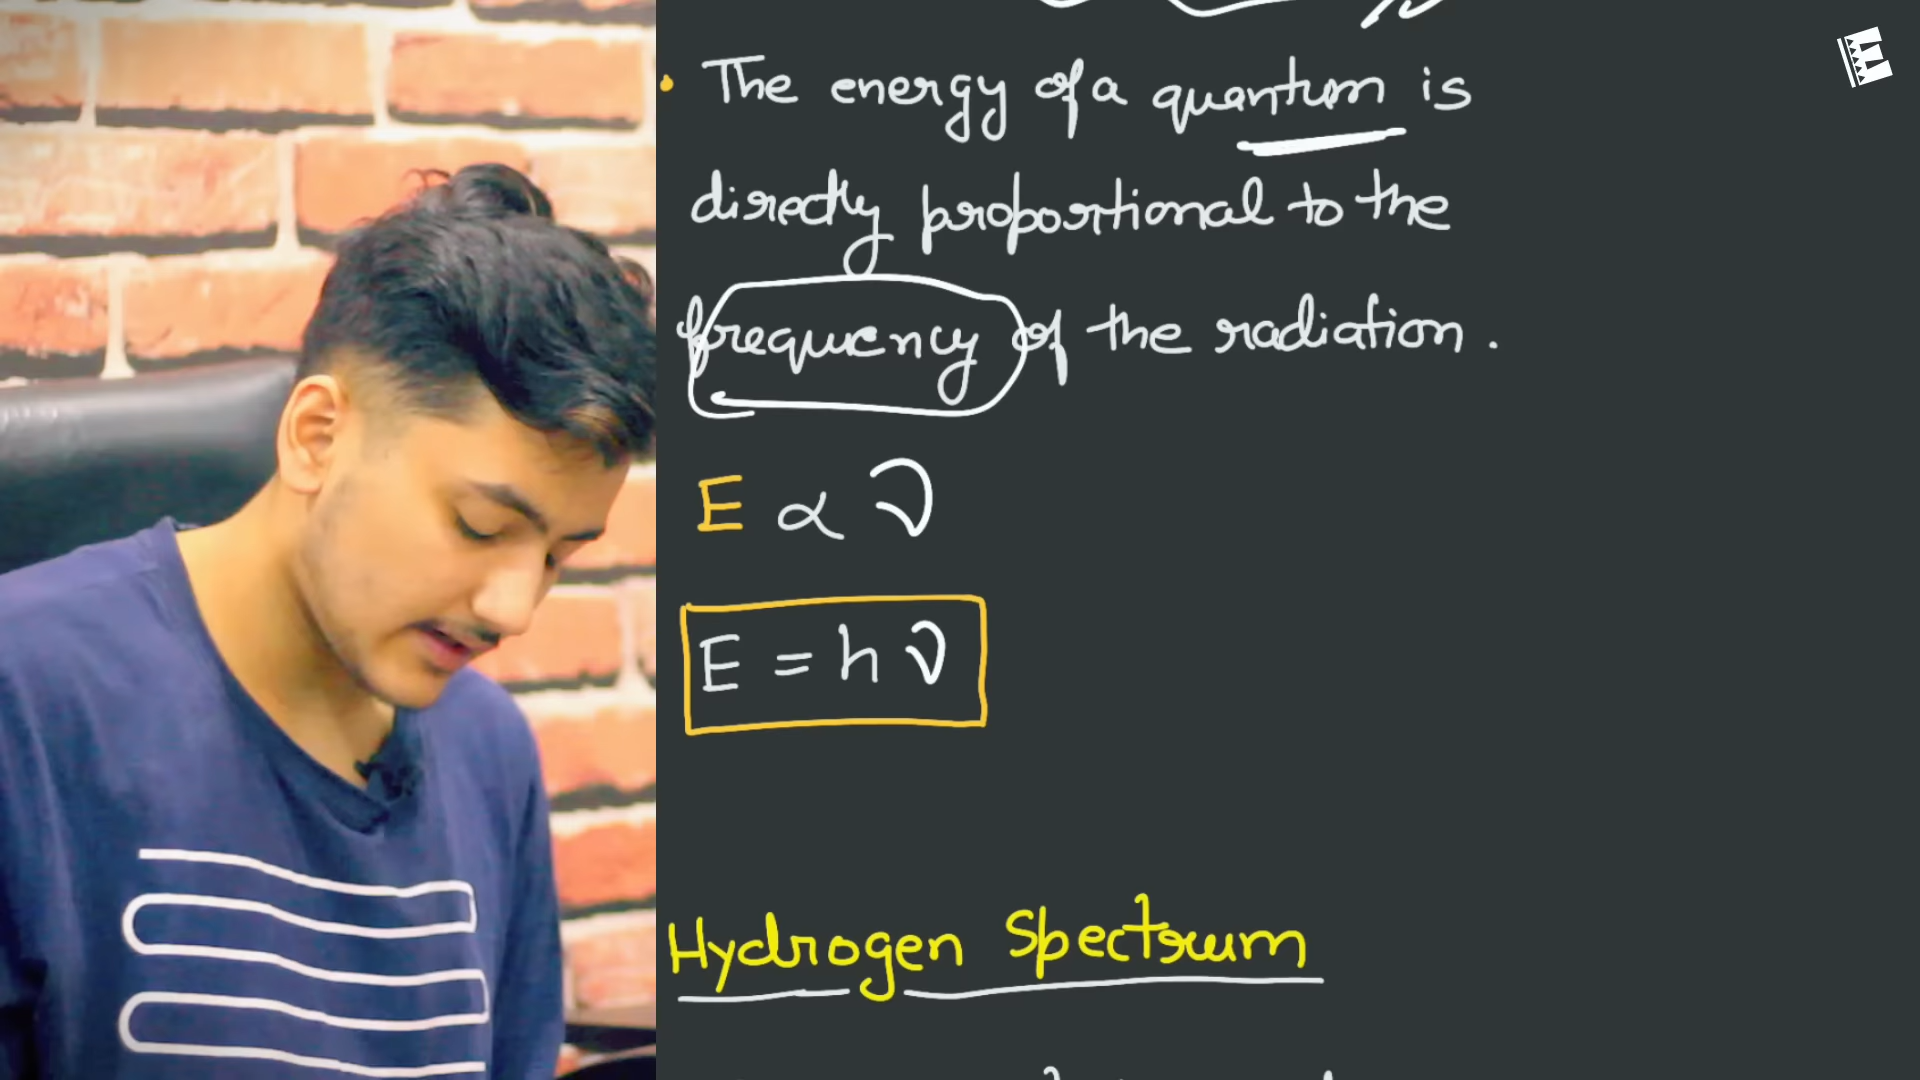 • The energy of a quantum is
directly proportional to the
frequency of the radiation.
E ∝ ν
E = hν
Hydrogen Spectrum